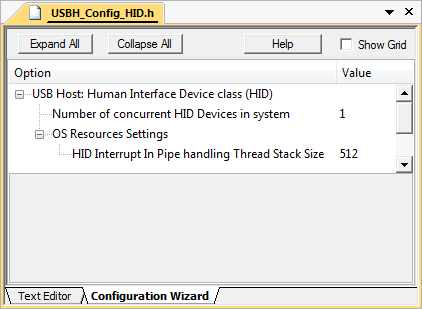 USBH_Config_HID.h
Expand All Collapse All Help Show Grid
Option Value
USB Host: Human Interface Device class (HID)
Number of concurrent HID Devices in system 1
OS Resources Settings
HID Interrupt In Pipe handling Thread Stack Size 512
Text Editor Configuration Wizard